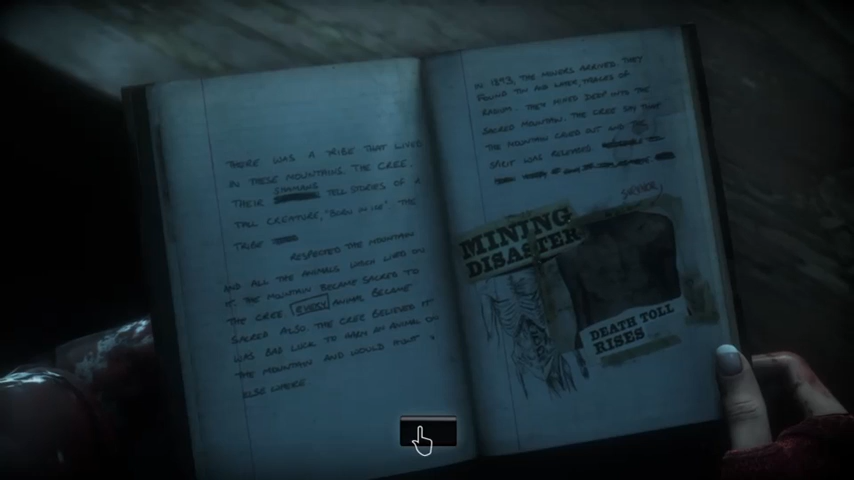 THERE WAS A TRIBE THAT LIVED
IN THESE MOUNTAINS. THE CREE.
SHAMANS
THEIR TELL STORIES OF A
TALL CREATURE, "BORN IN ICE". THE
TRIBE
RESPECTED THE MOUNTAIN
AND ALL THE ANIMALS WHICH LIVED ON
IT. THE MOUNTAIN BECAME SACRED TO
THE CREE EVERY ANIMAL BECAME
SACRED ALSO. THE CREE BELIEVED IT
WAS BAD LUCK TO HARM AN ANIMAL ON
THE MOUNTAIN AND WOULD HUNT
ELSEWHERE
IN 1893, THE MINERS ARRIVED. THEY
FOUND TIN AND LATER, TRACES OF
RADIUM. THEY MINED DEEP INTO THE
SACRED MOUNTAIN. THE CREE SAY THAT
THE MOUNTAIN CRIED OUT AND THE
SPIRIT WAS RELEASED.
MINING
DISASTER
DEATH TOLL
RISES